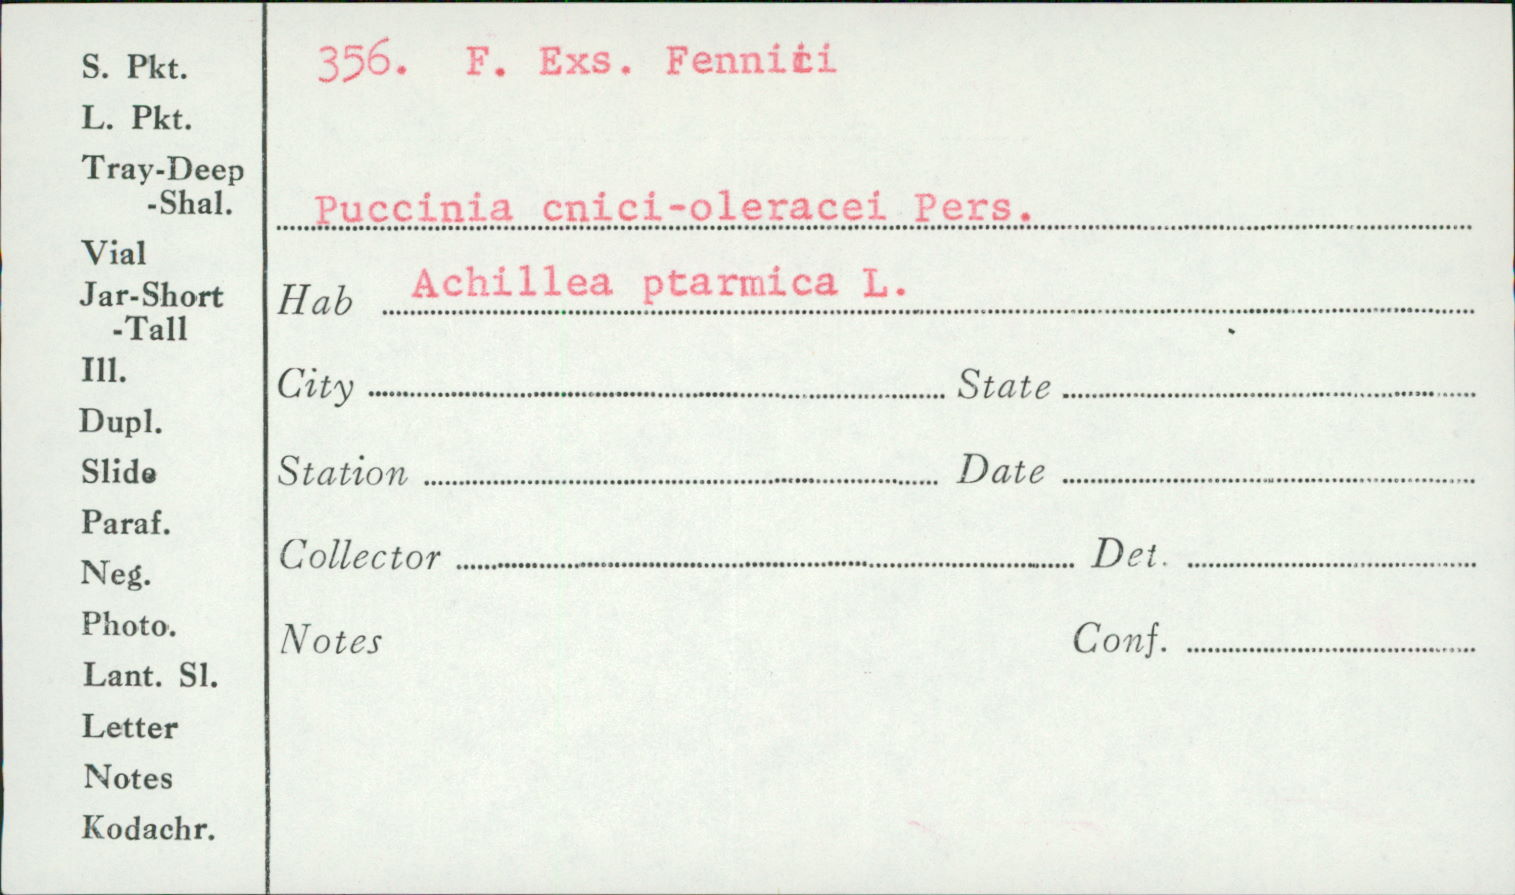 S. Pkt.
L. Pkt.
Tray-Deep
-Shal.
Vial
Jar-Short
-Tall
Ill.
Dupl.
Slide
Paraf.
Neg.
Photo.
Lant. Sl.
Letter
Notes
Kodachr.
356. F. Exs. Fennici
Puccinia cnici-oleracei Pers.
Hab Achillea ptarmica L.
City State
Station Date
Collector Det.
Notes Conf.